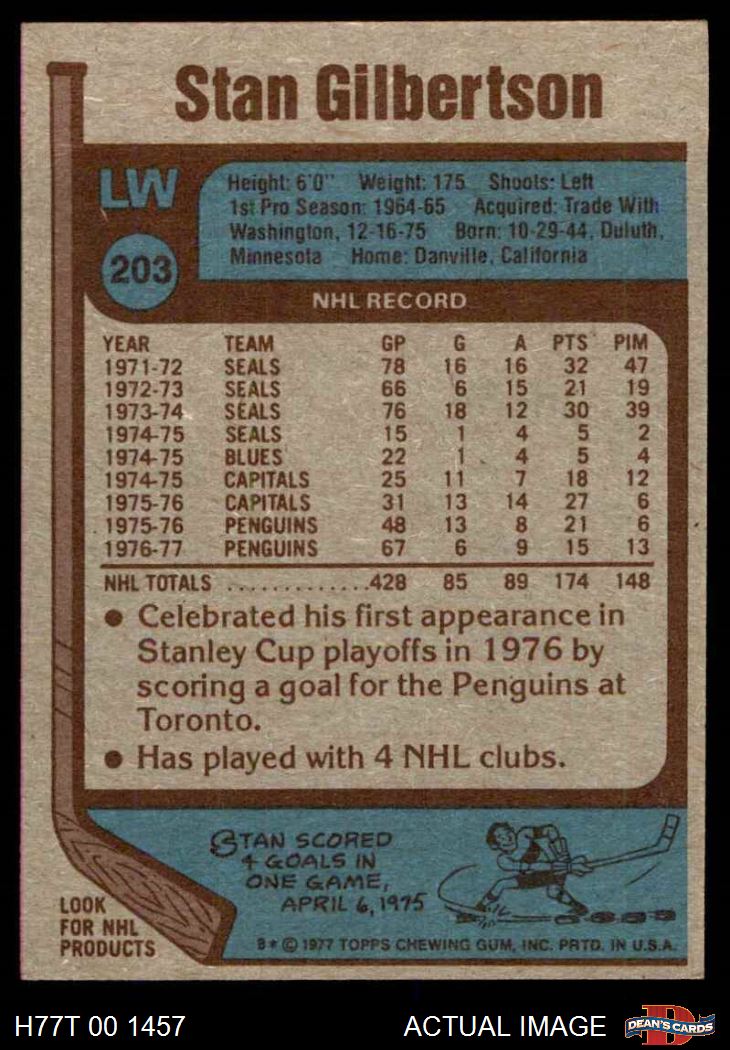 Stan Gilbertson
LW
203
Height: 6'0" Weight: 175 Shoots: Left
1st Pro Season: 1964-65 Acquired: Trade With
Washington, 12-16-75 Born: 10-29-44, Duluth,
Minnesota Home: Danville, California
NHL RECORD
YEAR TEAM GP G A PTS PIM
1971-72 SEALS 78 16 16 32 47
1972-73 SEALS 66 6 15 21 19
1973-74 SEALS 76 18 12 30 39
1974-75 SEALS 15 1 4 5 2
1974-75 BLUES 22 1 4 5 4
1974-75 CAPITALS 25 11 7 18 12
1975-76 CAPITALS 31 13 14 27 6
1975-76 PENGUINS 48 13 8 21 6
1976-77 PENGUINS 67 6 9 15 13
NHL TOTALS .............428 85 89 174 148
● Celebrated his first appearance in
Stanley Cup playoffs in 1976 by
scoring a goal for the Penguins at
Toronto.
● Has played with 4 NHL clubs.
STAN SCORED
4 GOALS IN
ONE GAME,
APRIL 6, 1975
LOOK
FOR NHL
PRODUCTS
B* © 1977 TOPPS CHEWING GUM, INC. PRTD. IN U.S.A.
H77T 00 1457 ACTUAL IMAGE
D
DEAN'S CARDS